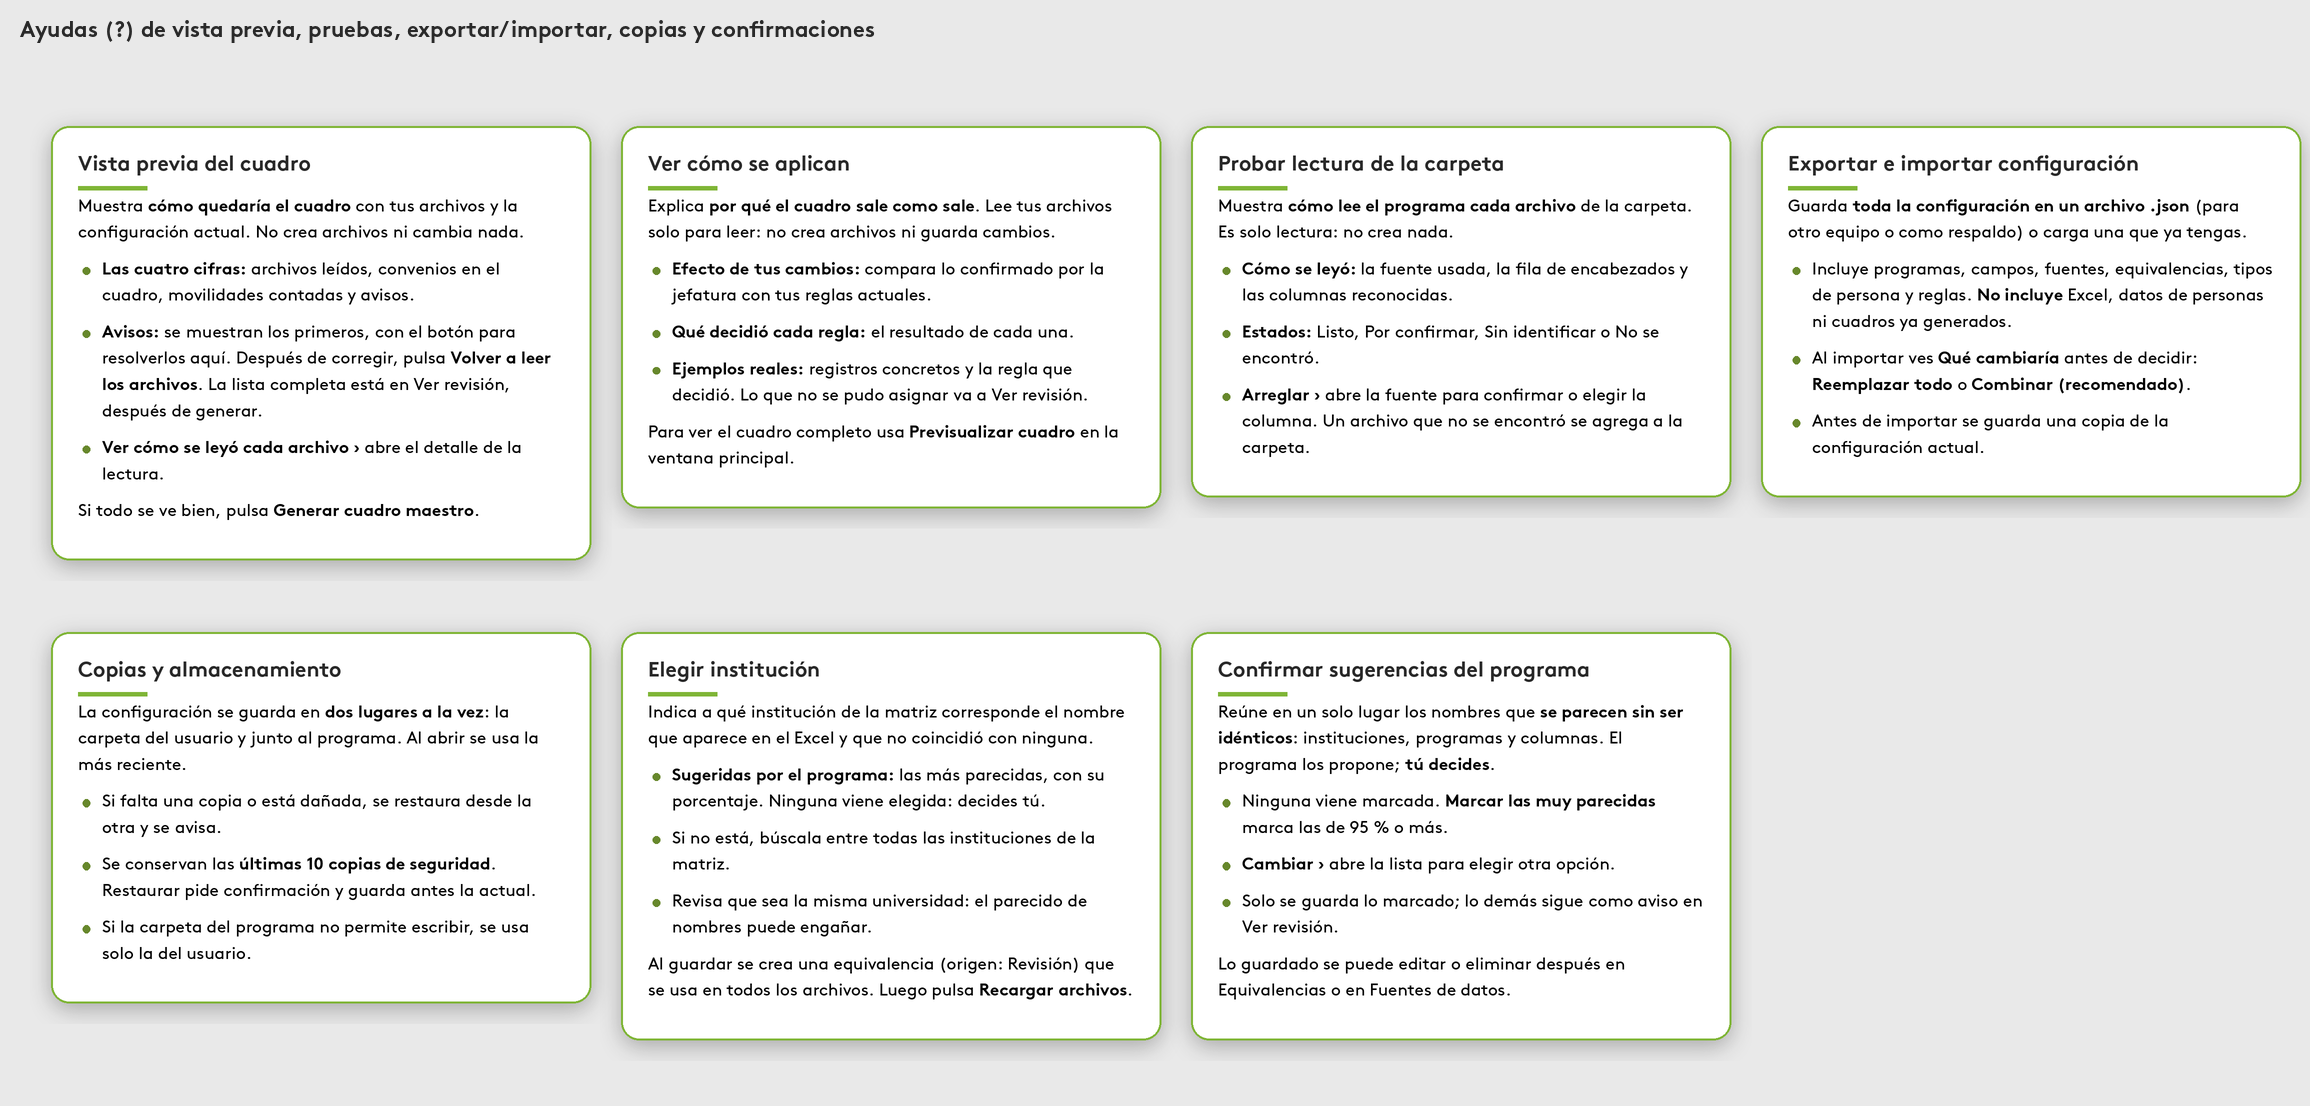 Ayudas (?) de vista previa, pruebas, exportar/importar, copias y confirmaciones
Vista previa del cuadro
Muestra cómo quedaría el cuadro con tus archivos y la
configuración actual. No crea archivos ni cambia nada.
Las cuatro cifras: archivos leídos, convenios en el
cuadro, movilidades contadas y avisos.
Avisos: se muestran los primeros, con el botón para
resolverlos aquí. Después de corregir, pulsa Volver a leer
los archivos. La lista completa está en Ver revisión,
después de generar.
Ver cómo se leyó cada archivo › abre el detalle de la
lectura.
Si todo se ve bien, pulsa Generar cuadro maestro.
Ver cómo se aplican
Explica por qué el cuadro sale como sale. Lee tus archivos
solo para leer: no crea archivos ni guarda cambios.
Efecto de tus cambios: compara lo confirmado por la
jefatura con tus reglas actuales.
Qué decidió cada regla: el resultado de cada una.
Ejemplos reales: registros concretos y la regla que
decidió. Lo que no se pudo asignar va a Ver revisión.
Para ver el cuadro completo usa Previsualizar cuadro en la
ventana principal.
Probar lectura de la carpeta
Muestra cómo lee el programa cada archivo de la carpeta.
Es solo lectura: no crea nada.
Cómo se leyó: la fuente usada, la fila de encabezados y
las columnas reconocidas.
Estados: Listo, Por confirmar, Sin identificar o No se
encontró.
Arreglar › abre la fuente para confirmar o elegir la
columna. Un archivo que no se encontró se agrega a la
carpeta.
Exportar e importar configuración
Guarda toda la configuración en un archivo .json (para
otro equipo o como respaldo) o carga una que ya tengas.
Incluye programas, campos, fuentes, equivalencias, tipos
de persona y reglas. No incluye Excel, datos de personas
ni cuadros ya generados.
Al importar ves Qué cambiaría antes de decidir:
Reemplazar todo o Combinar (recomendado).
Antes de importar se guarda una copia de la
configuración actual.
Copias y almacenamiento
La configuración se guarda en dos lugares a la vez: la
carpeta del usuario y junto al programa. Al abrir se usa la
más reciente.
Si falta una copia o está dañada, se restaura desde la
otra y se avisa.
Se conservan las últimas 10 copias de seguridad.
Restaurar pide confirmación y guarda antes la actual.
Si la carpeta del programa no permite escribir, se usa
solo la del usuario.
Elegir institución
Indica a qué institución de la matriz corresponde el nombre
que aparece en el Excel y que no coincidió con ninguna.
Sugeridas por el programa: las más parecidas, con su
porcentaje. Ninguna viene elegida: decides tú.
Si no está, búscala entre todas las instituciones de la
matriz.
Revisa que sea la misma universidad: el parecido de
nombres puede engañar.
Al guardar se crea una equivalencia (origen: Revisión) que
se usa en todos los archivos. Luego pulsa Recargar archivos.
Confirmar sugerencias del programa
Reúne en un solo lugar los nombres que se parecen sin ser
idénticos: instituciones, programas y columnas. El
programa los propone; tú decides.
Ninguna viene marcada. Marcar las muy parecidas
marca las de 95 % o más.
Cambiar › abre la lista para elegir otra opción.
Solo se guarda lo marcado; lo demás sigue como aviso en
Ver revisión.
Lo guardado se puede editar o eliminar después en
Equivalencias o en Fuentes de datos.